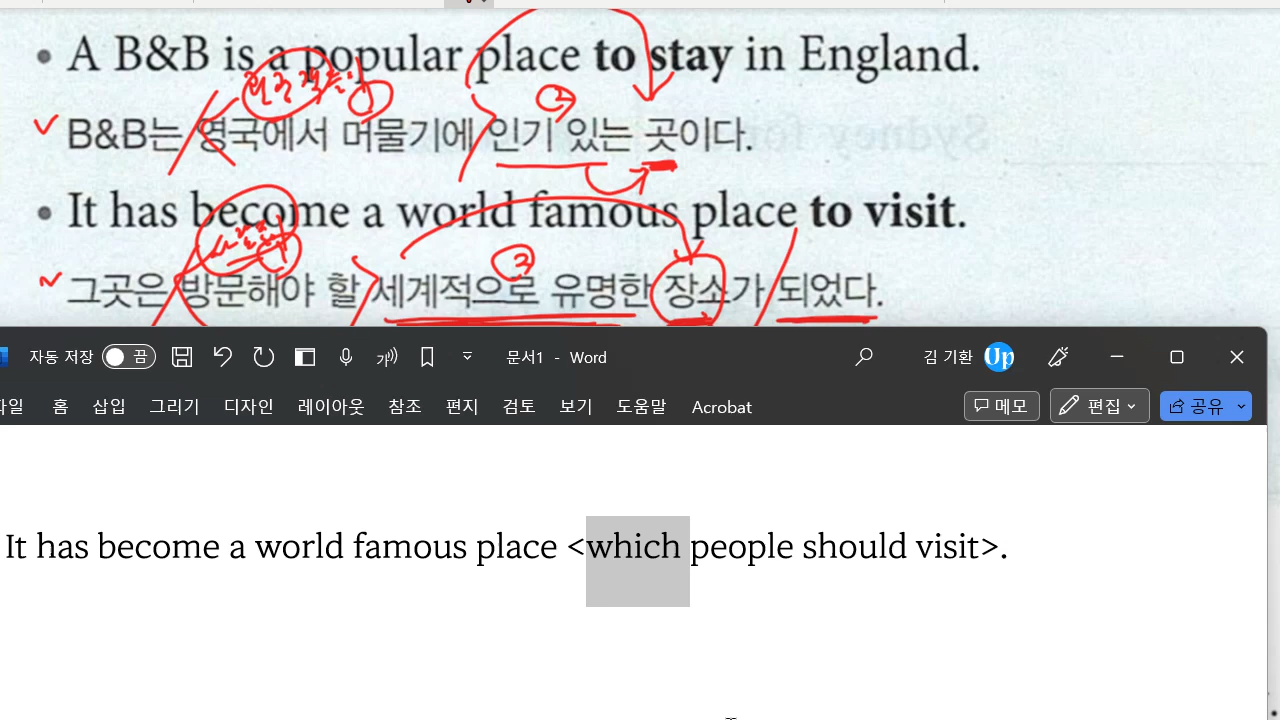 • A B&B is a popular place to stay in England.
②
✓ B&B는 영국에서 머물기에 인기 있는 곳이다.
• It has become a world famous place to visit.
②
그곳은 방문해야 할 세계적으로 유명한 장소가 되었다.
자동 저장 끔 가)) 문서1 - Word 김 기환 Up
파일 홈 삽입 그리기 디자인 레이아웃 참조 편지 검토 보기 도움말 Acrobat 메모 편집 공유
It has become a world famous place <which people should visit>.